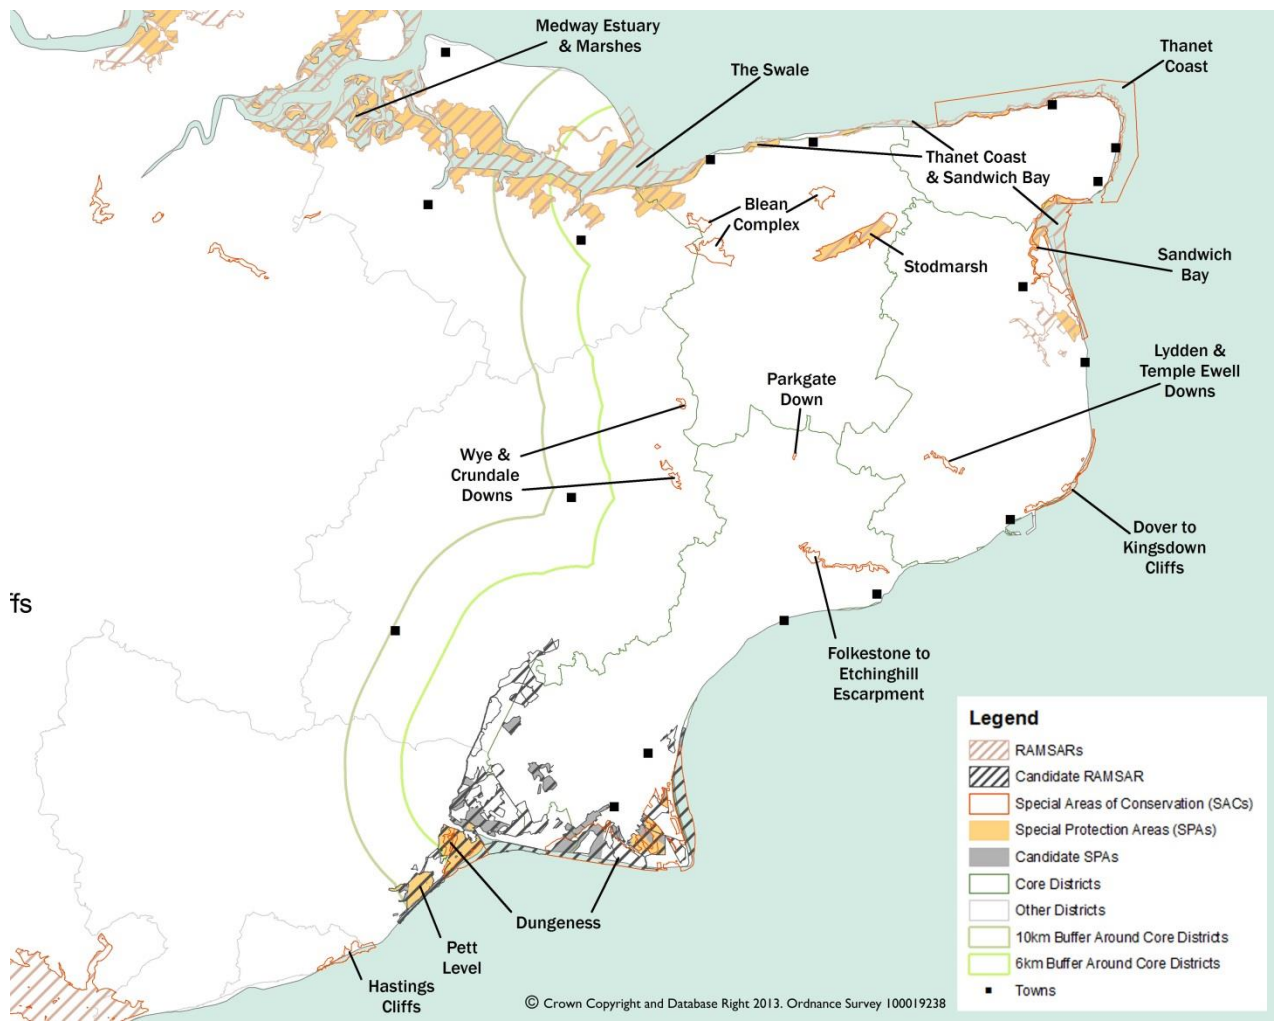 Medway Estuary
& Marshes
The Swale
Thanet
Coast
Thanet Coast
& Sandwich Bay
Blean
Complex
Stodmarsh
Sandwich
Bay
Lydden &
Temple Ewell
Downs
Parkgate
Down
Wye &
Crundale
Downs
Dover to
Kingsdown
Cliffs
ffs
Folkestone to
Etchinghill
Escarpment
Dungeness
Pett
Level
Hastings
Cliffs
Legend
RAMSARs
Candidate RAMSAR
Special Areas of Conservation (SACs)
Special Protection Areas (SPAs)
Candidate SPAs
Core Districts
Other Districts
10km Buffer Around Core Districts
6km Buffer Around Core Districts
Towns
© Crown Copyright and Database Right 2013. Ordnance Survey 100019238